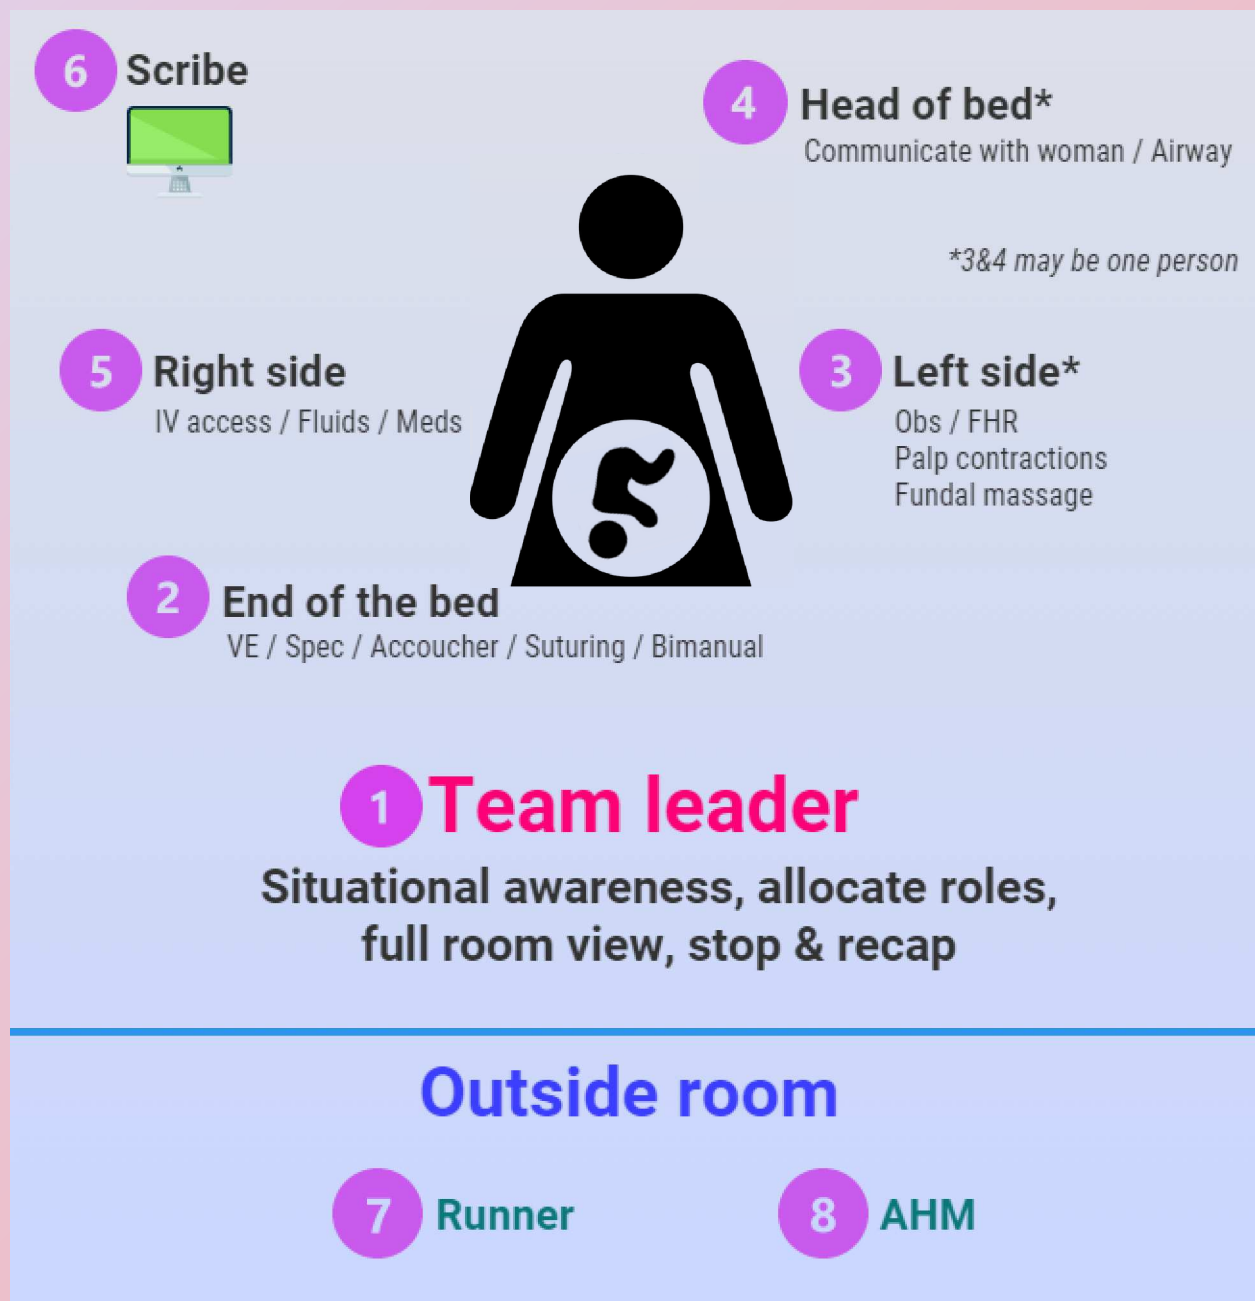 6 Scribe
4 Head of bed*
Communicate with woman / Airway
*3&4 may be one person
5 Right side
IV access / Fluids / Meds
3 Left side*
Obs / FHR
Palp contractions
Fundal massage
2 End of the bed
VE / Spec / Accoucher / Suturing / Bimanual
1 Team leader
Situational awareness, allocate roles,
full room view, stop & recap
Outside room
7 Runner
8 AHM